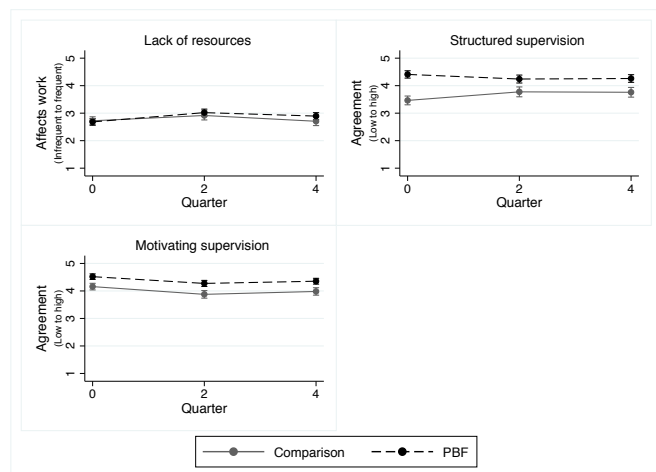 Lack of resources
Affects work
(Infrequent to frequent)
5
4
3
2
1
0 2 4
Quarter
Structured supervision
Agreement
(Low to high)
5
4
3
2
1
0 2 4
Quarter
Motivating supervision
Agreement
(Low to high)
5
4
3
2
1
0 2 4
Quarter
Comparison PBF